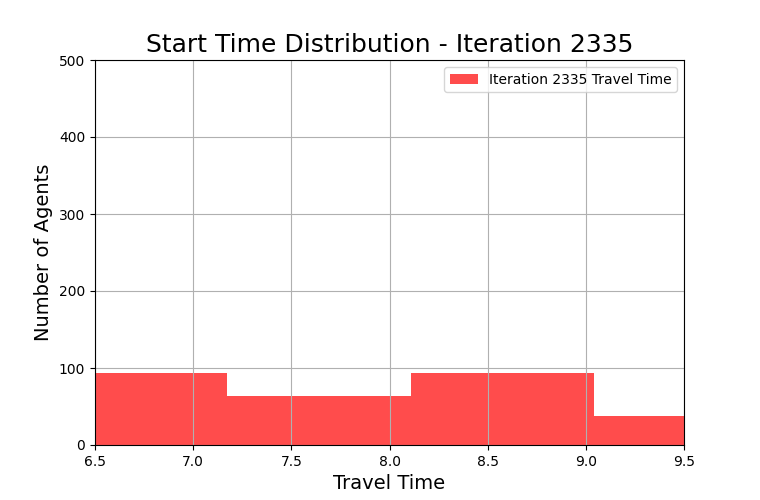 Start Time Distribution - Iteration 2335
Iteration 2335 Travel Time
Number of Agents
500
400
300
200
100
0
6.5 7.0 7.5 8.0 8.5 9.0 9.5
Travel Time